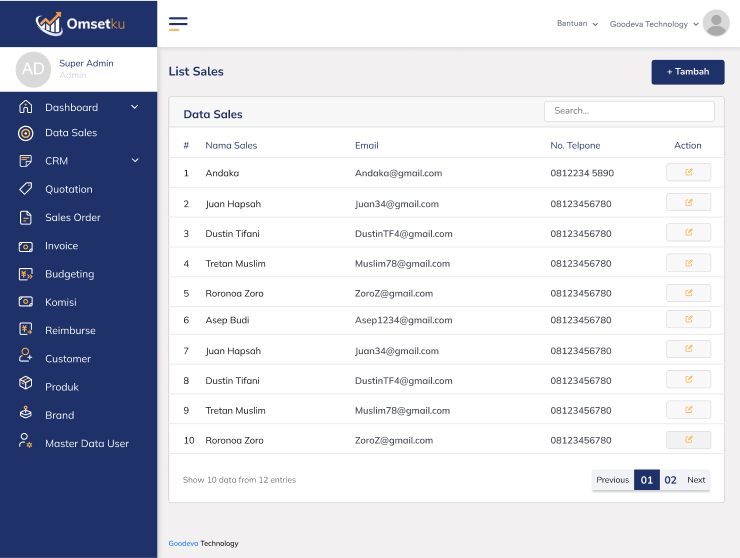 Omsetku
Bantuan
Goodeva Technology
AD
Super Admin
Admin
Dashboard
Data Sales
CRM
Quotation
Sales Order
Invoice
Budgeting
Komisi
Reimburse
Customer
Produk
Brand
Master Data User
List Sales
+ Tambah
Data Sales
Search...
# Nama Sales Email No. Telpone Action
1 Andaka Andaka@gmail.com 0812234 5890
2 Juan Hapsah Juan34@gmail.com 08123456780
3 Dustin Tifani DustinTF4@gmail.com 08123456780
4 Tretan Muslim Muslim78@gmail.com 08123456780
5 Roronoa Zoro ZoroZ@gmail.com 08123456780
6 Asep Budi Asep1234@gmail.com 08123456780
7 Juan Hapsah Juan34@gmail.com 08123456780
8 Dustin Tifani DustinTF4@gmail.com 08123456780
9 Tretan Muslim Muslim78@gmail.com 08123456780
10 Roronoa Zoro ZoroZ@gmail.com 08123456780
Show 10 data from 12 entries
Previous 01 02 Next
Goodeva Technology